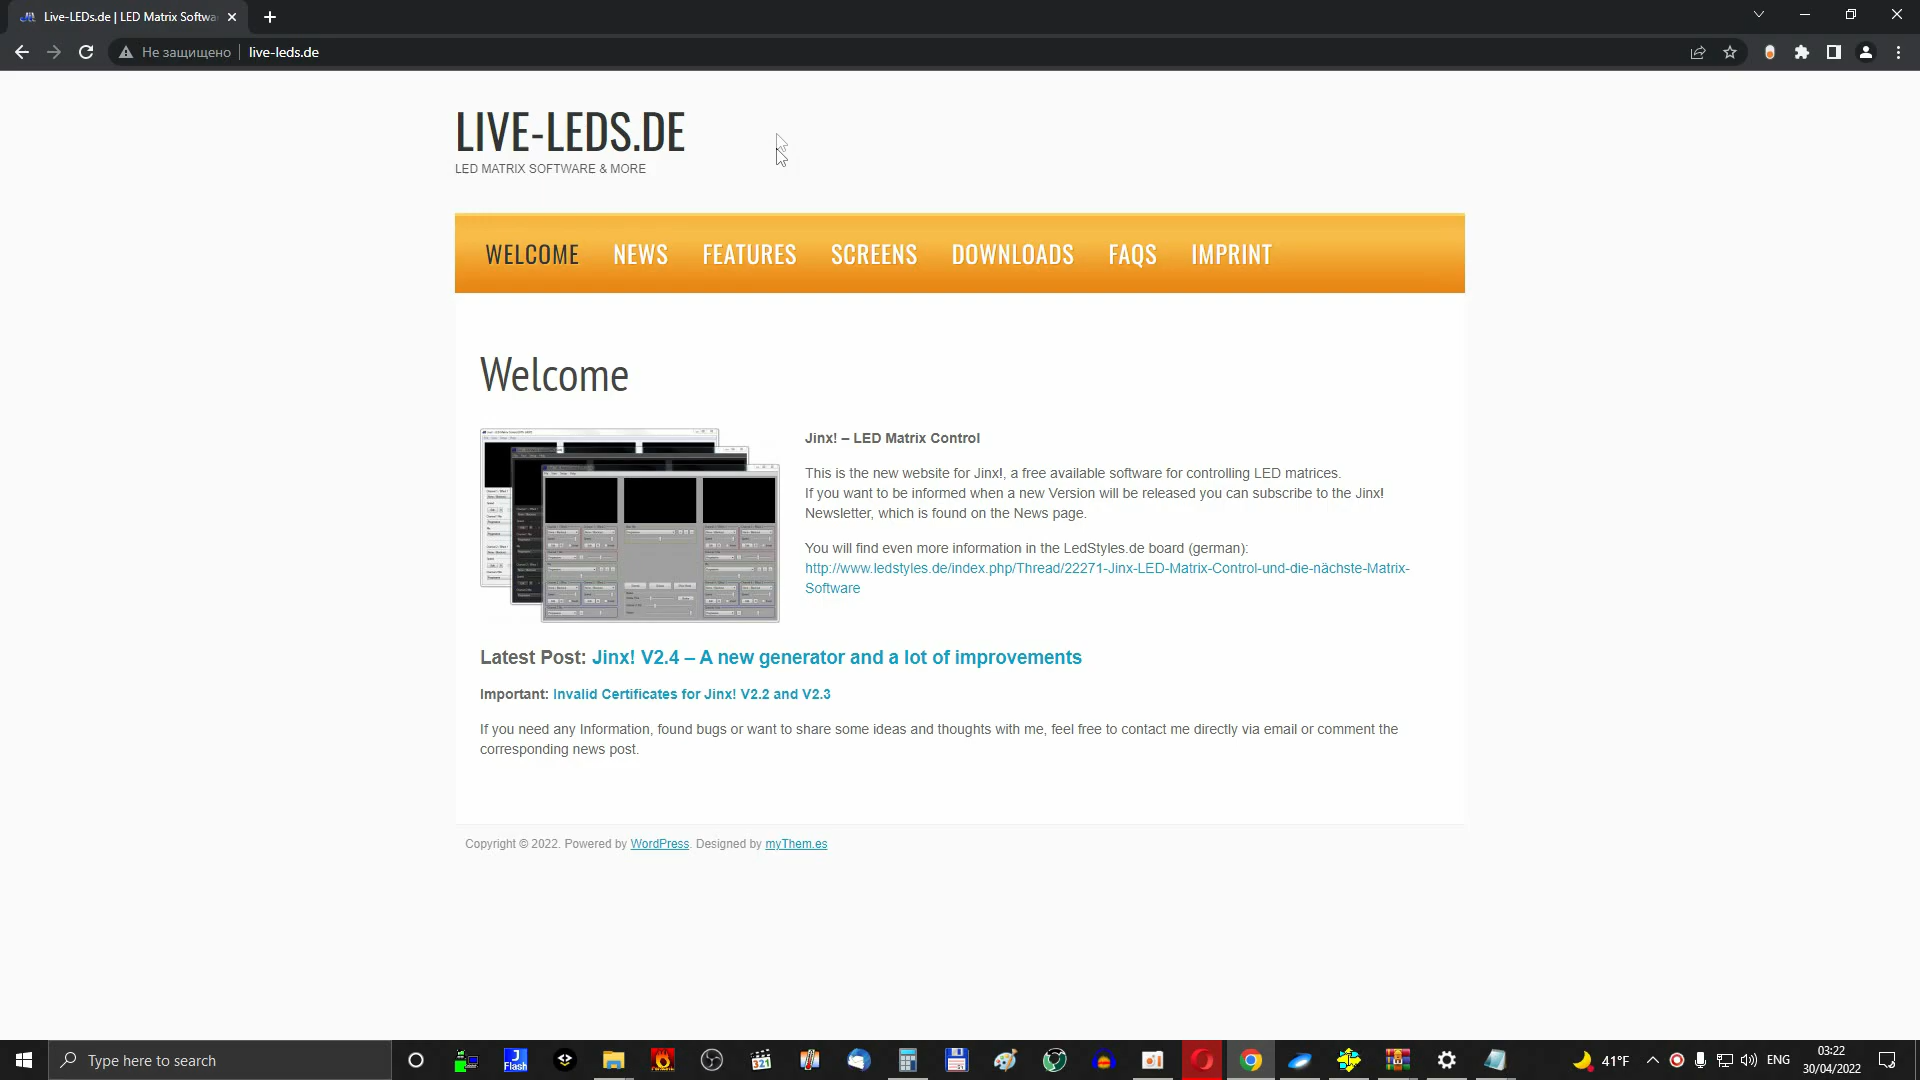 Live-LEDs.de | LED Matrix Softwa
Не защищено
live-leds.de
LIVE-LEDS.DE
LED MATRIX SOFTWARE & MORE
WELCOME NEWS FEATURES SCREENS DOWNLOADS FAQS IMPRINT
Welcome
Jinx! – LED Matrix Control
This is the new website for Jinx!, a free available software for controlling LED matrices.
If you want to be informed when a new Version will be released you can subscribe to the Jinx!
Newsletter, which is found on the News page.
You will find even more information in the LedStyles.de board (german):
http://www.ledstyles.de/index.php/Thread/22271-Jinx-LED-Matrix-Control-und-die-nächste-Matrix-
Software
Latest Post: Jinx! V2.4 – A new generator and a lot of improvements
Important: Invalid Certificates for Jinx! V2.2 and V2.3
If you need any Information, found bugs or want to share some ideas and thoughts with me, feel free to contact me directly via email or comment the
corresponding news post.
Copyright © 2022. Powered by WordPress. Designed by myThem.es
Type here to search
J
Flash
321
41°F
ENG
03:22
30/04/2022